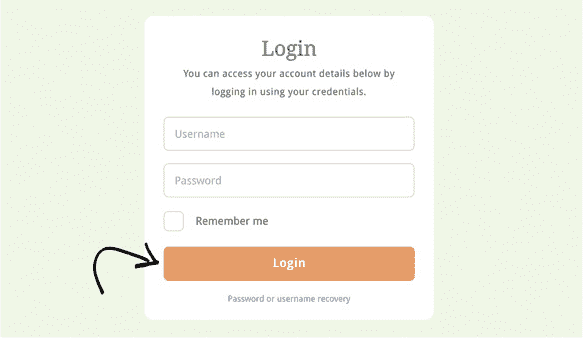 Login
You can access your account details below by
logging in using your credentials.
Username
Password
Remember me
Login
Password or username recovery